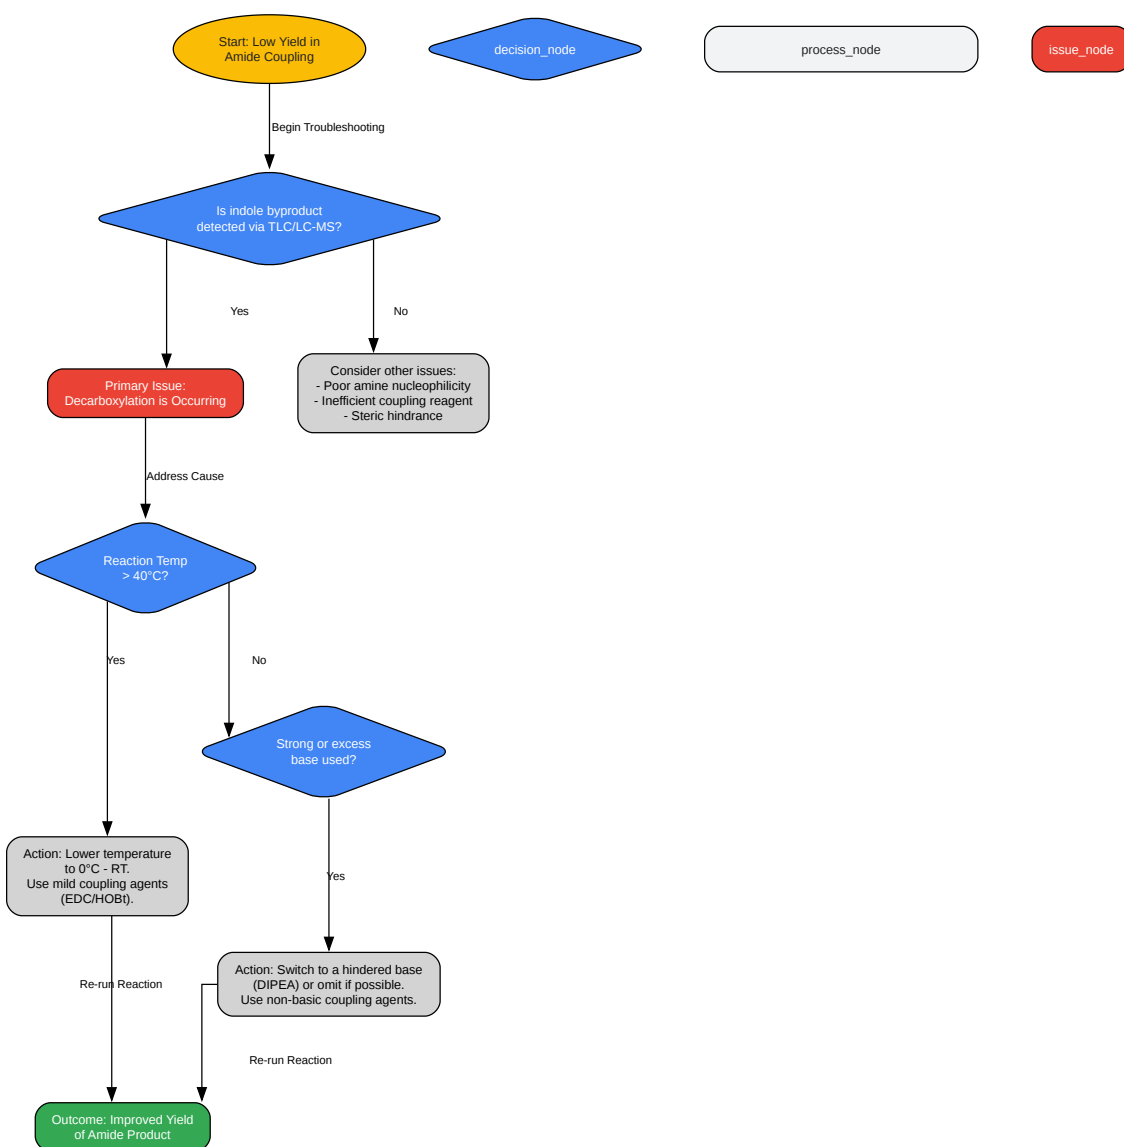 Start: Low Yield in
Amide Coupling
decision_node
process_node
issue_node
Begin Troubleshooting
Is indole byproduct
detected via TLC/LC-MS?
Yes
No
Primary Issue:
Decarboxylation is Occurring
Consider other issues:
- Poor amine nucleophilicity
- Inefficient coupling reagent
- Steric hindrance
Address Cause
Reaction Temp
> 40°C?
Yes
No
Strong or excess
base used?
Action: Lower temperature
to 0°C - RT.
Use mild coupling agents
(EDC/HOBt).
Yes
Action: Switch to a hindered base
(DIPEA) or omit if possible.
Use non-basic coupling agents.
Re-run Reaction
Re-run Reaction
Outcome: Improved Yield
of Amide Product